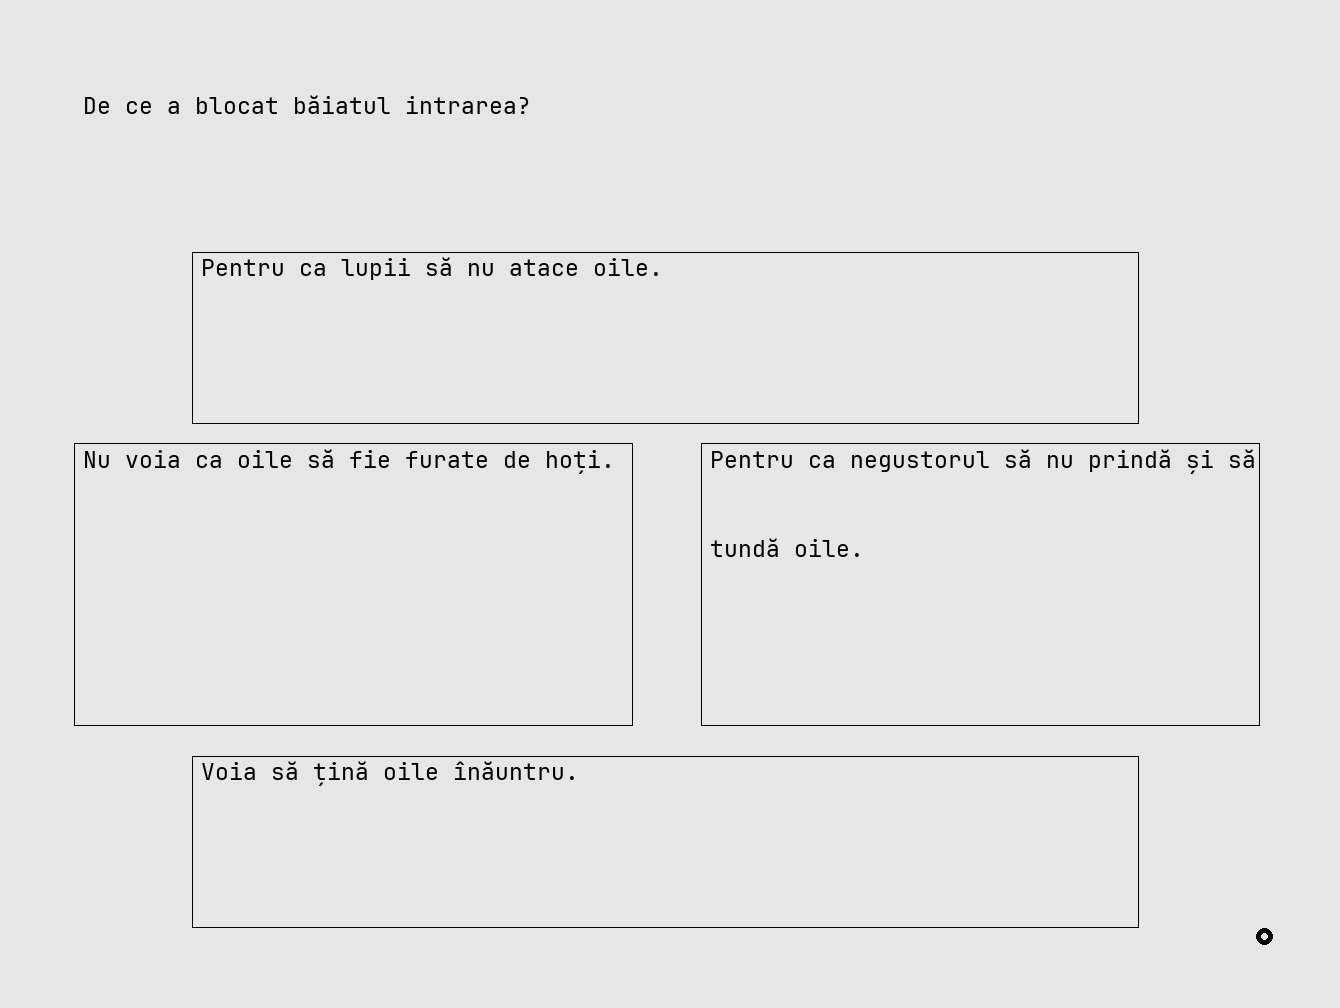 De ce a blocat băiatul intrarea?
Pentru ca lupii să nu atace oile.
Nu voia ca oile să fie furate de hoți.
Pentru ca negustorul să nu prindă și să
tundă oile.
Voia să țină oile înăuntru.